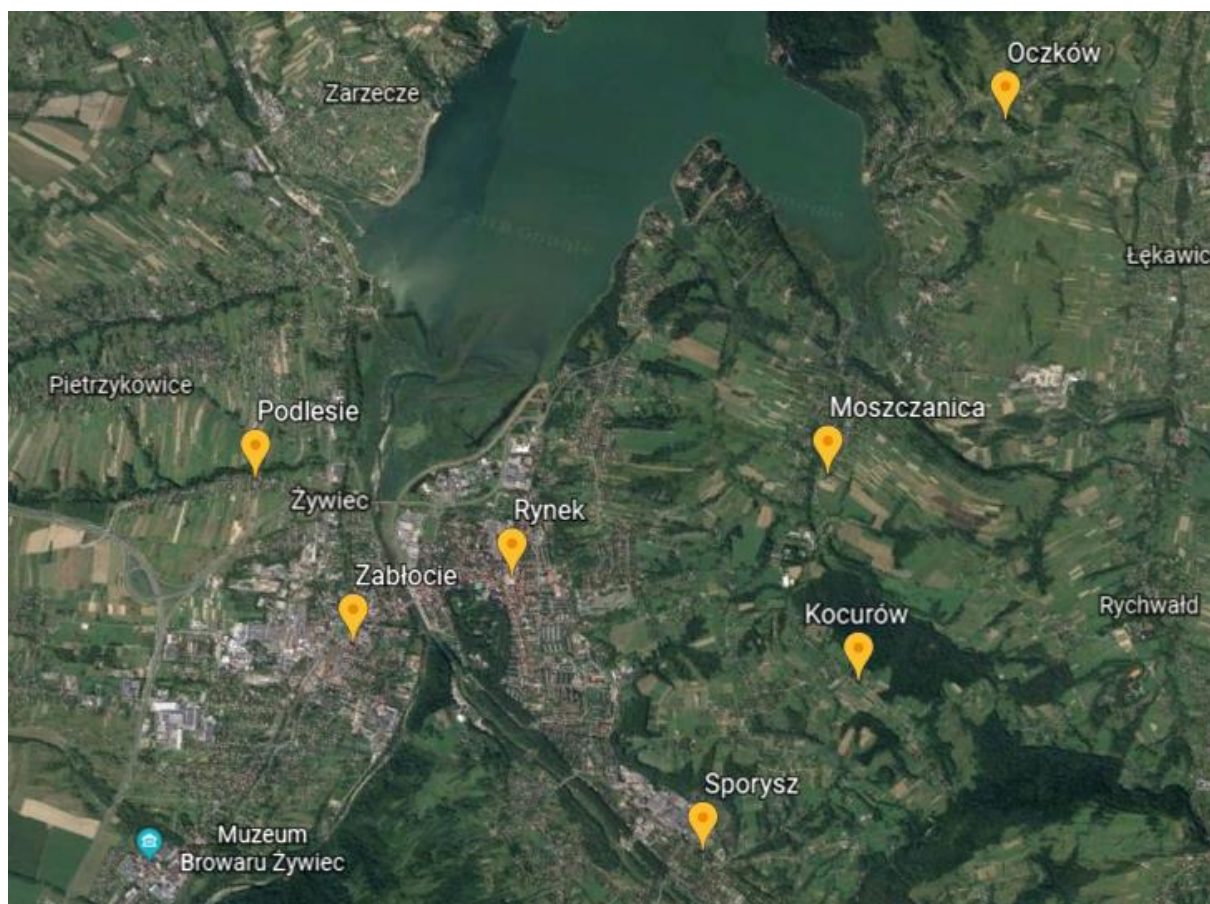 Oczków
Zarzecze
Łękawic
Pietrzykowice
Podlesie
Moszczanica
Żywiec
Rynek
Zabłocie
Kocurów
Rychwałd
Sporysz
Muzeum
Browaru Żywiec